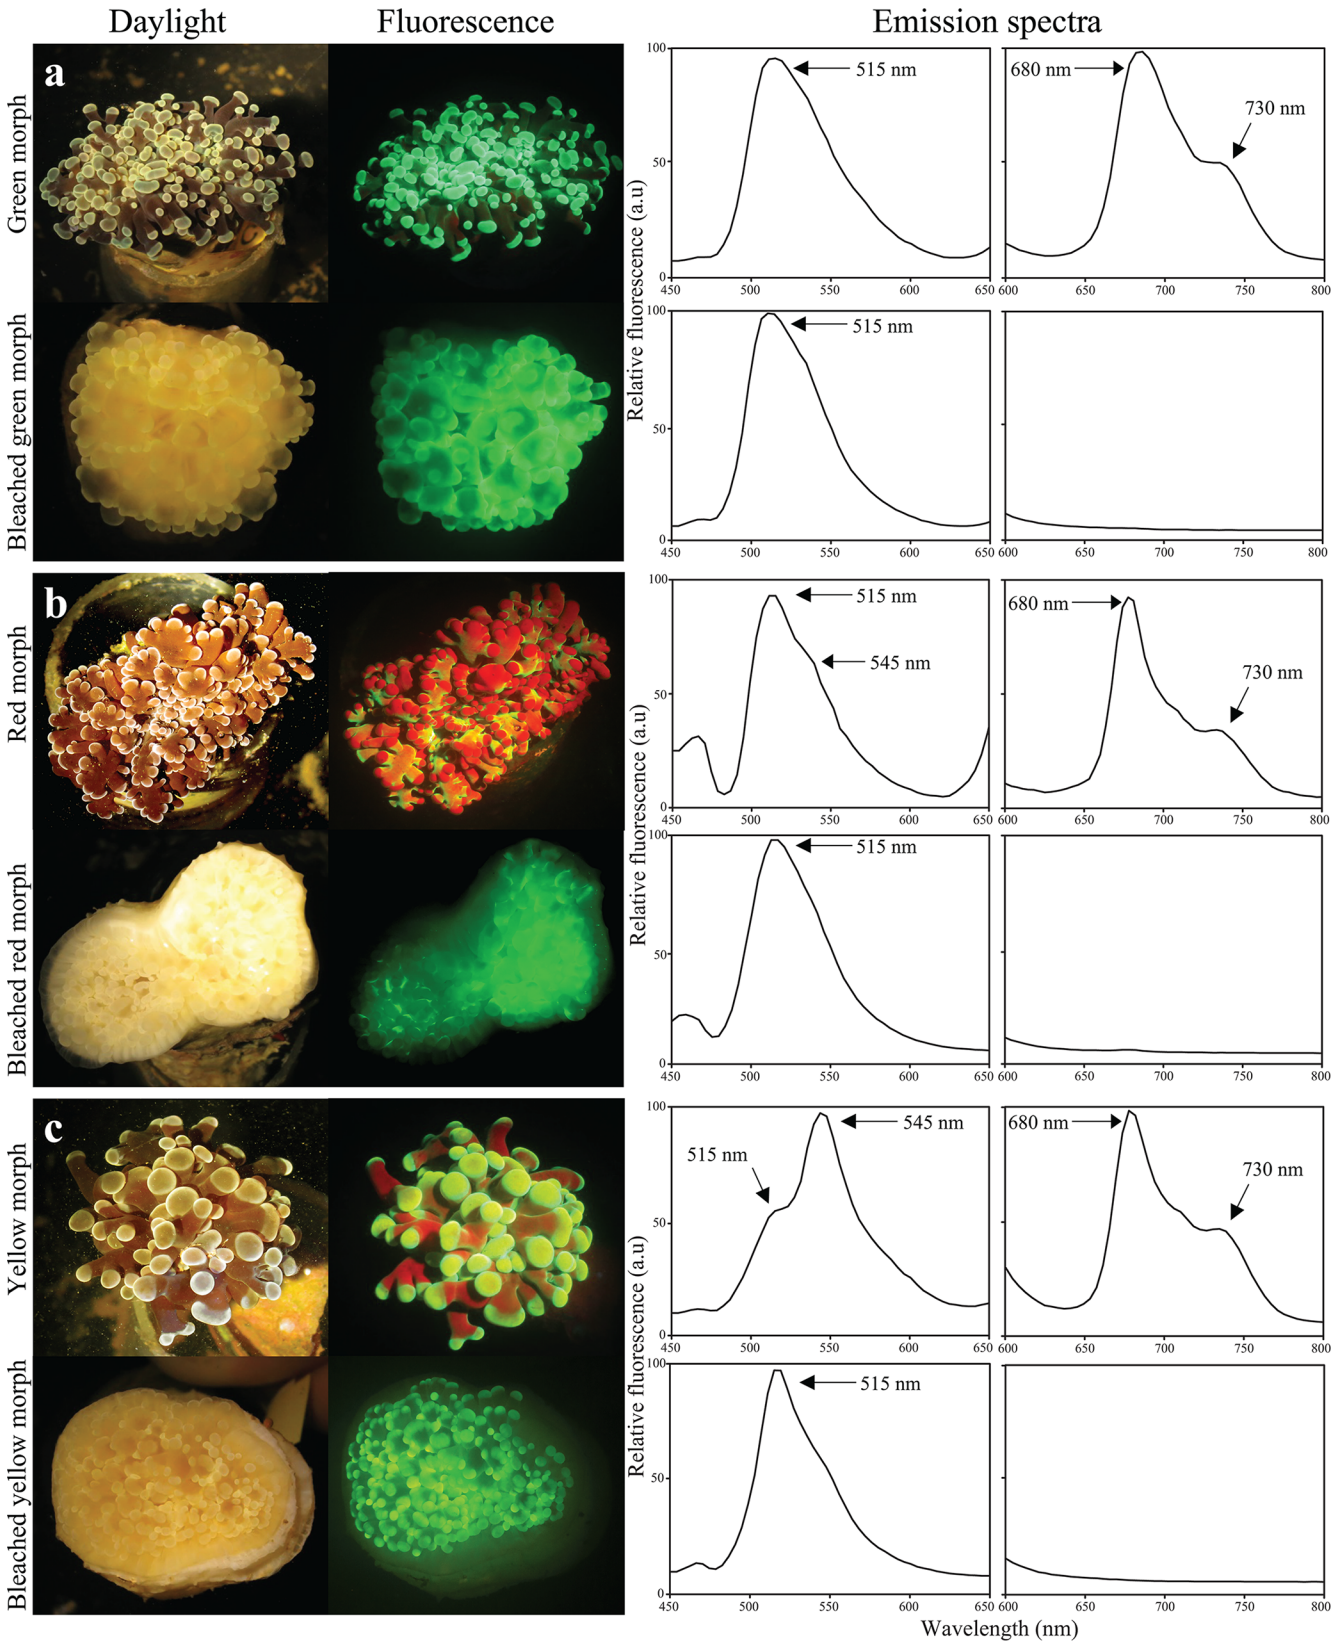 Daylight Fluorescence Emission spectra
a
Green morph
Relative fluorescence (a.u)
100
50
0
515 nm
450 500 550 600 650
680 nm
730 nm
600 650 700 750 800
Bleached green morph
100
50
0
515 nm
450 500 550 600 650
600 650 700 750 800
b
Red morph
Relative fluorescence (a.u)
100
50
0
515 nm
545 nm
450 500 550 600 650
680 nm
730 nm
600 650 700 750 800
Bleached red morph
100
50
0
515 nm
450 500 550 600 650
600 650 700 750 800
c
Yellow morph
Relative fluorescence (a.u)
100
50
0
545 nm
515 nm
450 500 550 600 650
680 nm
730 nm
600 650 700 750 800
Bleached yellow morph
100
50
0
515 nm
450 500 550 600 650
600 650 700 750 800
Wavelength (nm)